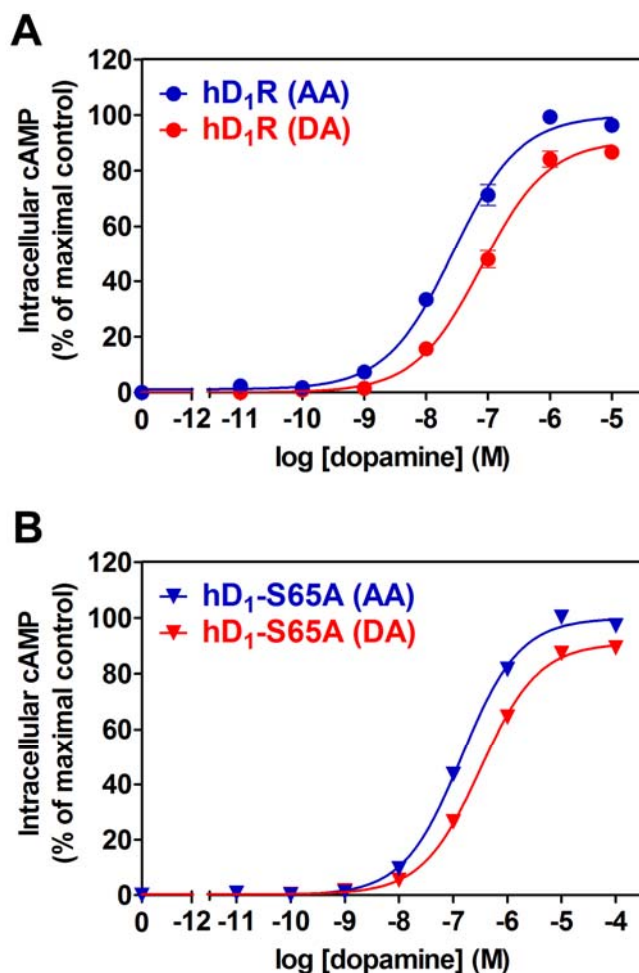 A
Intracellular cAMP
(% of maximal control)
120
100
80
60
40
20
0
hD₁R (AA)
hD₁R (DA)
0 -12 -11 -10 -9 -8 -7 -6 -5
log [dopamine] (M)
B
Intracellular cAMP
(% of maximal control)
120
100
80
60
40
20
0
hD₁-S65A (AA)
hD₁-S65A (DA)
0 -12 -11 -10 -9 -8 -7 -6 -5 -4
log [dopamine] (M)